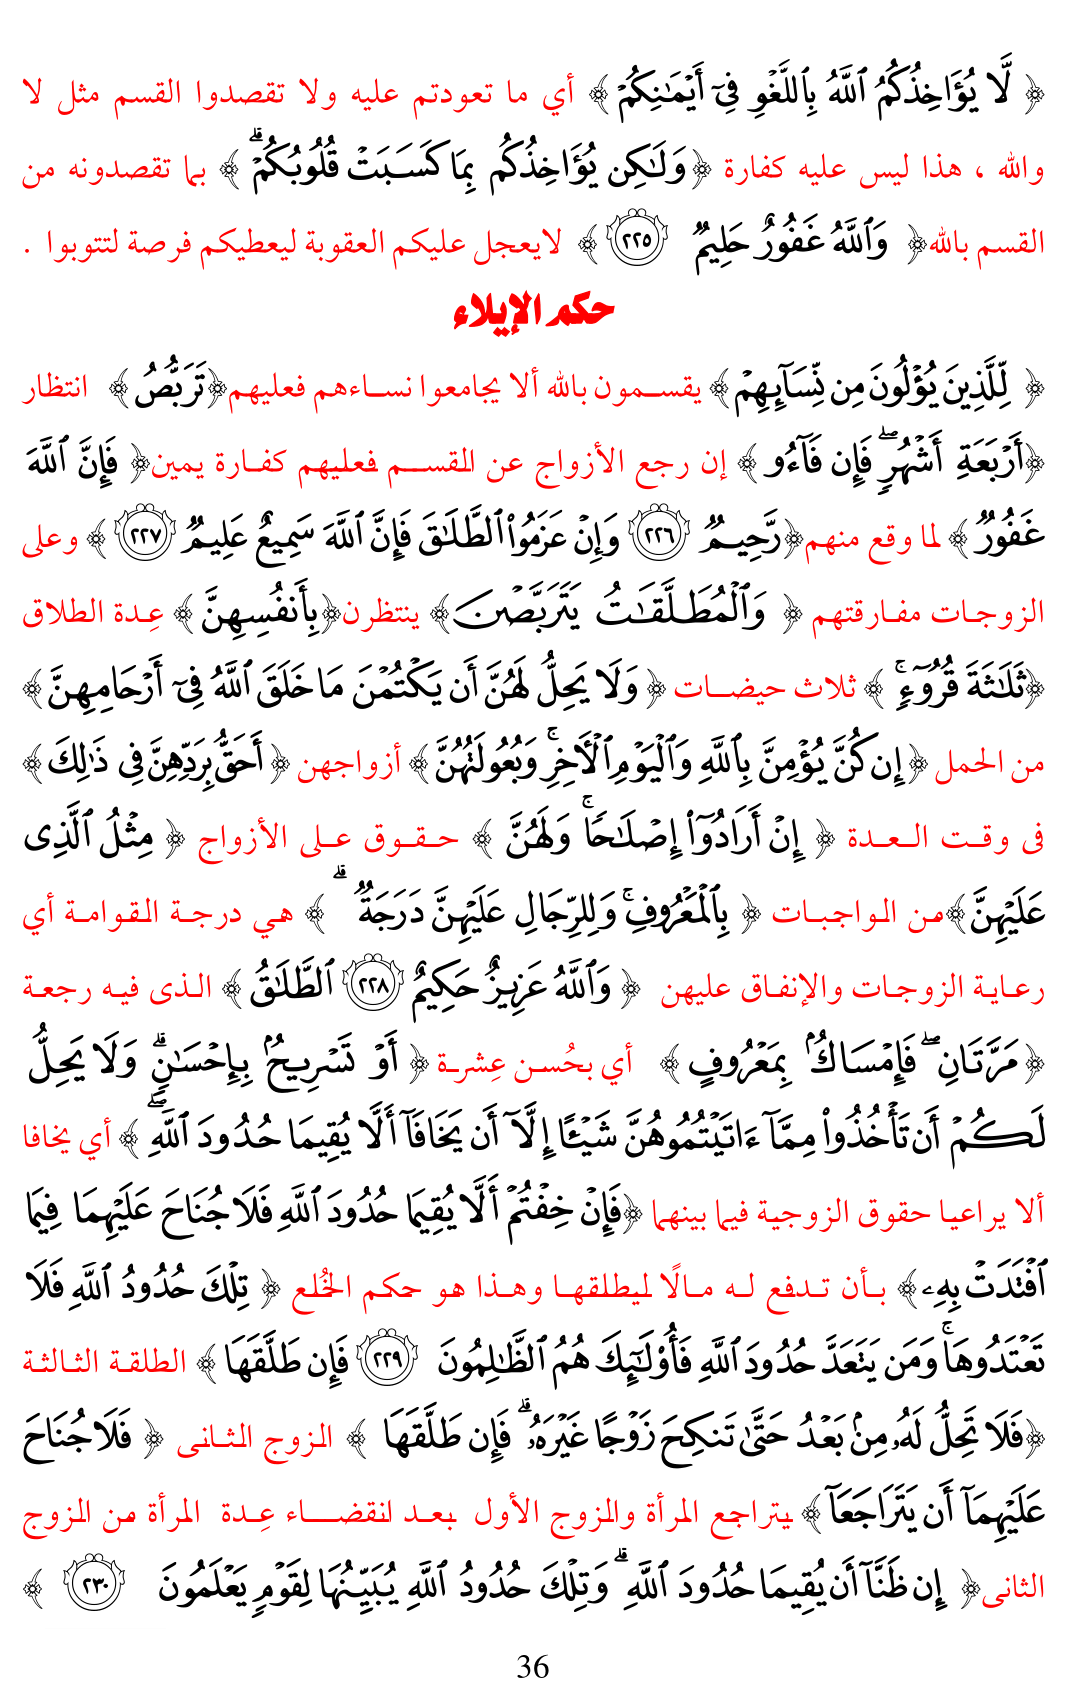 ﴿ لَّا يُؤَاخِذُكُمُ ٱللَّهُ بِٱللَّغْوِ فِىٓ أَيْمَـٰنِكُمْ ﴾ أي ما تعودتم عليه ولا تقصدوا القسم مثل لا
والله ، هذا ليس عليه كفارة ﴿وَلَـٰكِن يُؤَاخِذُكُم بِمَا كَسَبَتْ قُلُوبُكُمْ ۗ ﴾ بما تقصدونه من
القسم بالله﴿ وَٱللَّهُ غَفُورٌ حَلِيمٌ ٢٢٥ ﴾ لايعجل عليكم العقوبة ليعطيكم فرصة لتتوبوا .
حكم الإيلاء
﴿ لِّلَّذِينَ يُؤْلُونَ مِن نِّسَآئِهِمْ ﴾ يقسمون بالله ألا يجامعوا نساءهم فعليهم﴿تَرَبُّصُ ﴾ انتظار
﴿أَرْبَعَةِ أَشْهُرٍ ۖ فَإِن فَآءُو ﴾ إن رجع الأزواج عن القسم فعليهم كفارة يمين﴿ فَإِنَّ ٱللَّهَ
غَفُورٌ ﴾ لما وقع منهم﴿رَّحِيمٌ ٢٢٦ وَإِنْ عَزَمُوا۟ ٱلطَّلَـٰقَ فَإِنَّ ٱللَّهَ سَمِيعٌ عَلِيمٌ ٢٢٧ ﴾ وعلى
الزوجات مفارقتهم ﴿ وَٱلْمُطَلَّقَـٰتُ يَتَرَبَّصْنَ﴾ ينتظرن﴿بِأَنفُسِهِنَّ ﴾ عِدة الطلاق
﴿ثَلَـٰثَةَ قُرُوٓءٍ ۚ ﴾ ثلاث حيضات ﴿ وَلَا يَحِلُّ لَهُنَّ أَن يَكْتُمْنَ مَا خَلَقَ ٱللَّهُ فِىٓ أَرْحَامِهِنَّ ﴾
من الحمل ﴿ إِن كُنَّ يُؤْمِنَّ بِٱللَّهِ وَٱلْيَوْمِ ٱلْأَخِرِ ۚ وَبُعُولَتُهُنَّ ﴾ أزواجهن ﴿ أَحَقُّ بِرَدِّهِنَّ فِى ذَٰلِكَ ﴾
فى وقت العدة ﴿ إِنْ أَرَادُوٓا۟ إِصْلَـٰحًا ۚ وَلَهُنَّ ﴾ حقوق على الأزواج ﴿ مِثْلُ ٱلَّذِى
عَلَيْهِنَّ ﴾من الواجبات ﴿ بِٱلْمَعْرُوفِ ۚ وَلِلرِّجَالِ عَلَيْهِنَّ دَرَجَةٌ ۗ ﴾ هي درجة القوامة أي
رعاية الزوجات والإنفاق عليهن ﴿ وَٱللَّهُ عَزِيزٌ حَكِيمٌ ٢٢٨ ٱلطَّلَـٰقُ ﴾ الذى فيه رجعة
﴿مَرَّتَانِ ۖ فَإِمْسَاكٌۢ بِمَعْرُوفٍ ﴾ أي بحُسن عِشرة ﴿ أَوْ تَسْرِيحٌۢ بِإِحْسَـٰنٍ ۗ وَلَا يَحِلُّ
لَكُمْ أَن تَأْخُذُوا۟ مِمَّآ ءَاتَيْتُمُوهُنَّ شَيْـًٔا إِلَّآ أَن يَخَافَآ أَلَّا يُقِيمَا حُدُودَ ٱللَّهِ ۖ ﴾ أي يخافا
ألا يراعيا حقوق الزوجية فيما بينهما ﴿فَإِنْ خِفْتُمْ أَلَّا يُقِيمَا حُدُودَ ٱللَّهِ فَلَا جُنَاحَ عَلَيْهِمَا فِيمَا
ٱفْتَدَتْ بِهِۦ ﴾ بأن تدفع له مالًا ليطلقها وهذا هو حكم الخُلع ﴿ تِلْكَ حُدُودُ ٱللَّهِ فَلَا
تَعْتَدُوهَا ۚ وَمَن يَتَعَدَّ حُدُودَ ٱللَّهِ فَأُو۟لَـٰٓئِكَ هُمُ ٱلظَّـٰلِمُونَ ٢٢٩ فَإِن طَلَّقَهَا ﴾ الطلقة الثالثة
﴿فَلَا تَحِلُّ لَهُۥ مِنۢ بَعْدُ حَتَّىٰ تَنكِحَ زَوْجًا غَيْرَهُۥ ۗ فَإِن طَلَّقَهَا ﴾ الزوج الثانى ﴿ فَلَا جُنَاحَ
عَلَيْهِمَآ أَن يَتَرَاجَعَآ ﴾ يتراجع المرأة والزوج الأول بعد انقضاء عِدة المرأة من الزوج
الثانى﴿ إِن ظَنَّآ أَن يُقِيمَا حُدُودَ ٱللَّهِ ۗ وَتِلْكَ حُدُودُ ٱللَّهِ يُبَيِّنُهَا لِقَوْمٍ يَعْلَمُونَ ٢٣٠ ﴾
36